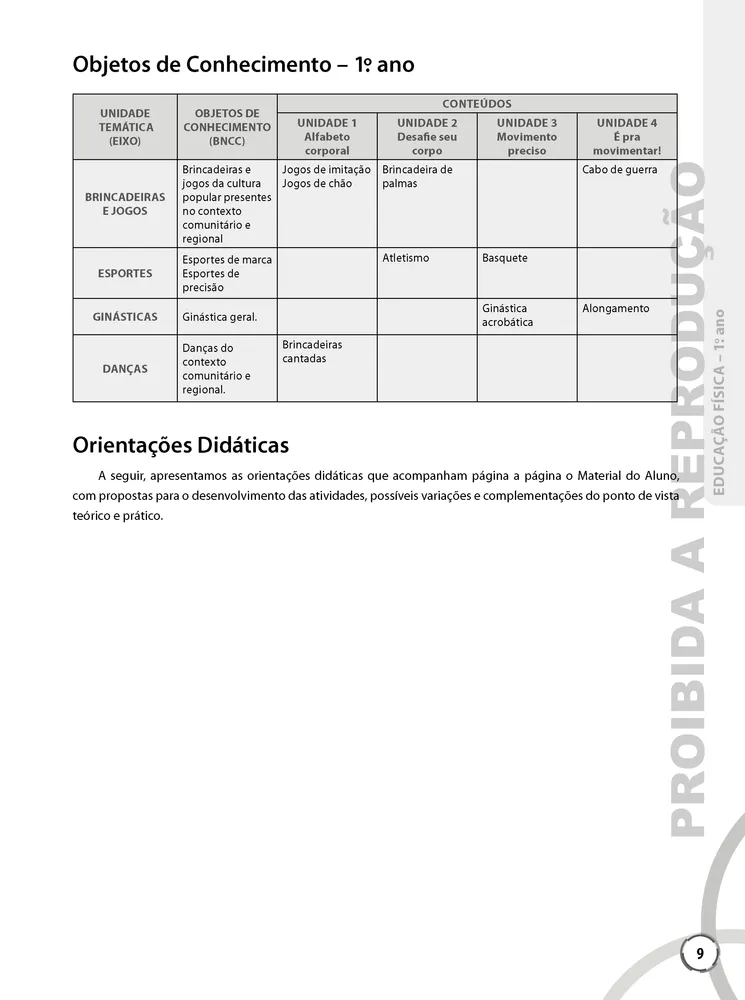 Objetos de Conhecimento – 1º ano
UNIDADE
TEMÁTICA
(EIXO)
OBJETOS DE
CONHECIMENTO
(BNCC)
CONTEÚDOS
UNIDADE 1
Alfabeto
corporal
UNIDADE 2
Desafie seu
corpo
UNIDADE 3
Movimento
preciso
UNIDADE 4
É pra
movimentar!
BRINCADEIRAS
E JOGOS
Brincadeiras e
jogos da cultura
popular presentes
no contexto
comunitário e
regional
Jogos de imitação
Jogos de chão
Brincadeira de
palmas
Cabo de guerra
ESPORTES
Esportes de marca
Esportes de
precisão
Atletismo
Basquete
GINÁSTICAS
Ginástica geral.
Ginástica
acrobática
Alongamento
DANÇAS
Danças do
contexto
comunitário e
regional.
Brincadeiras
cantadas
Orientações Didáticas
A seguir, apresentamos as orientações didáticas que acompanham página a página o Material do Aluno,
com propostas para o desenvolvimento das atividades, possíveis variações e complementações do ponto de vista
teórico e prático.
PROIBIDA A REPRODUÇÃO
EDUCAÇÃO FÍSICA – 1º ano
9